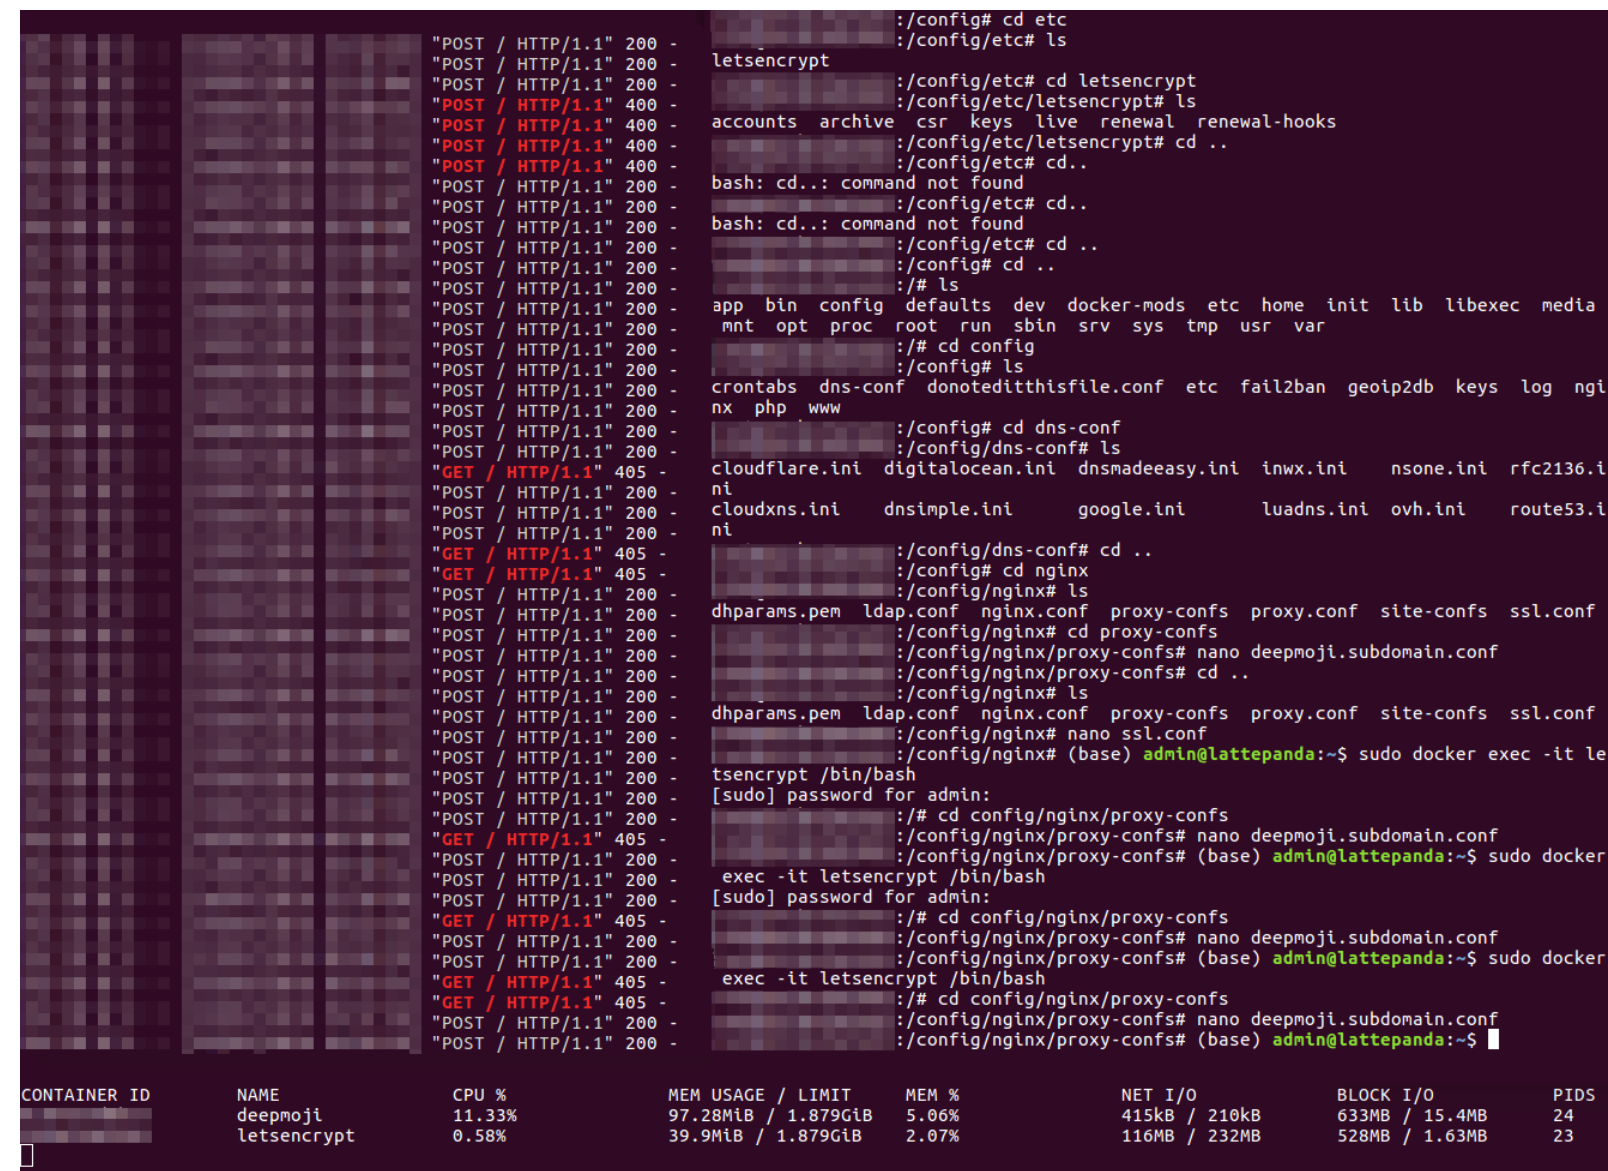 "POST / HTTP/1.1" 200 -
"POST / HTTP/1.1" 200 -
"POST / HTTP/1.1" 200 -
"POST / HTTP/1.1" 400 -
"POST / HTTP/1.1" 400 -
"POST / HTTP/1.1" 400 -
"POST / HTTP/1.1" 400 -
"POST / HTTP/1.1" 200 -
"POST / HTTP/1.1" 200 -
"POST / HTTP/1.1" 200 -
"POST / HTTP/1.1" 200 -
"POST / HTTP/1.1" 200 -
"POST / HTTP/1.1" 200 -
"POST / HTTP/1.1" 200 -
"POST / HTTP/1.1" 200 -
"POST / HTTP/1.1" 200 -
"POST / HTTP/1.1" 200 -
"POST / HTTP/1.1" 200 -
"POST / HTTP/1.1" 200 -
"POST / HTTP/1.1" 200 -
"POST / HTTP/1.1" 200 -
"GET / HTTP/1.1" 405 -
"POST / HTTP/1.1" 200 -
"POST / HTTP/1.1" 200 -
"POST / HTTP/1.1" 200 -
"GET / HTTP/1.1" 405 -
"GET / HTTP/1.1" 405 -
"POST / HTTP/1.1" 200 -
"POST / HTTP/1.1" 200 -
"POST / HTTP/1.1" 200 -
"POST / HTTP/1.1" 200 -
"POST / HTTP/1.1" 200 -
"POST / HTTP/1.1" 200 -
"POST / HTTP/1.1" 200 -
"POST / HTTP/1.1" 200 -
"POST / HTTP/1.1" 200 -
"POST / HTTP/1.1" 200 -
"POST / HTTP/1.1" 200 -
"POST / HTTP/1.1" 200 -
"GET / HTTP/1.1" 405 -
"POST / HTTP/1.1" 200 -
"POST / HTTP/1.1" 200 -
"POST / HTTP/1.1" 200 -
"GET / HTTP/1.1" 405 -
"POST / HTTP/1.1" 200 -
"POST / HTTP/1.1" 200 -
"GET / HTTP/1.1" 405 -
"GET / HTTP/1.1" 405 -
"POST / HTTP/1.1" 200 -
"POST / HTTP/1.1" 200 -
:/config# cd etc
:/config/etc# ls
letsencrypt
:/config/etc# cd letsencrypt
:/config/etc/letsencrypt# ls
accounts archive csr keys live renewal renewal-hooks
:/config/etc/letsencrypt# cd ..
:/config/etc# cd..
bash: cd..: command not found
:/config/etc# cd..
bash: cd..: command not found
:/config/etc# cd ..
:/config# cd ..
:/# ls
app bin config defaults dev docker-mods etc home init lib libexec media
mnt opt proc root run sbin srv sys tmp usr var
:/# cd config
:/config# ls
crontabs dns-conf donoteditthisfile.conf etc fail2ban geoip2db keys log ngi
nx php www
:/config# cd dns-conf
:/config/dns-conf# ls
cloudflare.ini digitalocean.ini dnsmadeeasy.ini inwx.ini nsone.ini rfc2136.i
ni
cloudxns.ini dnsimple.ini google.ini luadns.ini ovh.ini route53.i
ni
:/config/dns-conf# cd ..
:/config# cd nginx
:/config/nginx# ls
dhparams.pem ldap.conf nginx.conf proxy-confs proxy.conf site-confs ssl.conf
:/config/nginx# cd proxy-confs
:/config/nginx/proxy-confs# nano deepmoji.subdomain.conf
:/config/nginx/proxy-confs# cd ..
:/config/nginx# ls
dhparams.pem ldap.conf nginx.conf proxy-confs proxy.conf site-confs ssl.conf
:/config/nginx# nano ssl.conf
:/config/nginx# (base) admin@lattepanda:~$ sudo docker exec -it le
tsencrypt /bin/bash
[sudo] password for admin:
:/# cd config/nginx/proxy-confs
:/config/nginx/proxy-confs# nano deepmoji.subdomain.conf
:/config/nginx/proxy-confs# (base) admin@lattepanda:~$ sudo docker
exec -it letsencrypt /bin/bash
[sudo] password for admin:
:/# cd config/nginx/proxy-confs
:/config/nginx/proxy-confs# nano deepmoji.subdomain.conf
:/config/nginx/proxy-confs# (base) admin@lattepanda:~$ sudo docker
exec -it letsencrypt /bin/bash
:/# cd config/nginx/proxy-confs
:/config/nginx/proxy-confs# nano deepmoji.subdomain.conf
:/config/nginx/proxy-confs# (base) admin@lattepanda:~$
CONTAINER ID NAME CPU % MEM USAGE / LIMIT MEM % NET I/O BLOCK I/O PIDS
deepmoji 11.33% 97.28MiB / 1.879GiB 5.06% 415kB / 210kB 633MB / 15.4MB 24
letsencrypt 0.58% 39.9MiB / 1.879GiB 2.07% 116MB / 232MB 528MB / 1.63MB 23